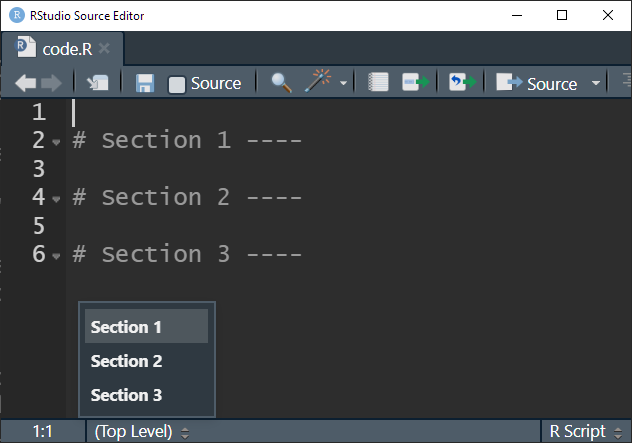 R RStudio Source Editor
R code.R
Source Source
1
2 # Section 1 ----
3
4 # Section 2 ----
5
6 # Section 3 ----
Section 1
Section 2
Section 3
1:1 (Top Level) R Script